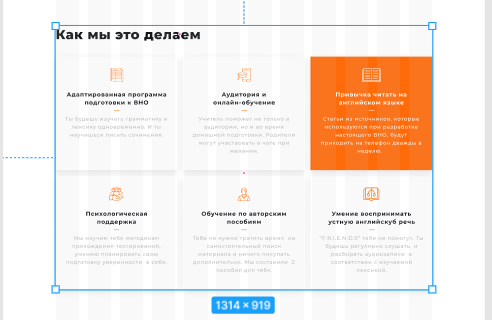 Как мы это делаем
Адаптированная программа
подготовки к ВНО
Ты будешь изучать грамматику и
лексику одновременно. И ты
научишься писать сочинения.
Аудитория и
онлайн-обучение
Учитель поможет не только в
аудитории, но и во время
домашней подготовки. Родители
могут участвовать в чате при
желании.
Привычка читать на
английском языке
Статьи из источников, которые
используются при разработке
настоящего ВНО, будут
приходить на телефон дважды в
неделю.
Психологическая
поддержка
Мы научим тебя методикам
прохождения тестирований,
умению планировать свою
подготовку уверенности в себе.
Обучение по авторским
пособиям
Тебе не нужно тратить время на
самостоятельный поиск
материала и ничего покупать
дополнительно. Мы составили 3
пособия для тебя.
Умение воспринимать
устную английскую речь
"F.R.I.E.N.D.S" тебе не помогут. Ты
будешь регулярно слушать и
разбирать аудиозаписи в
соответствии с изучаемой
лексикой.
1314 × 919